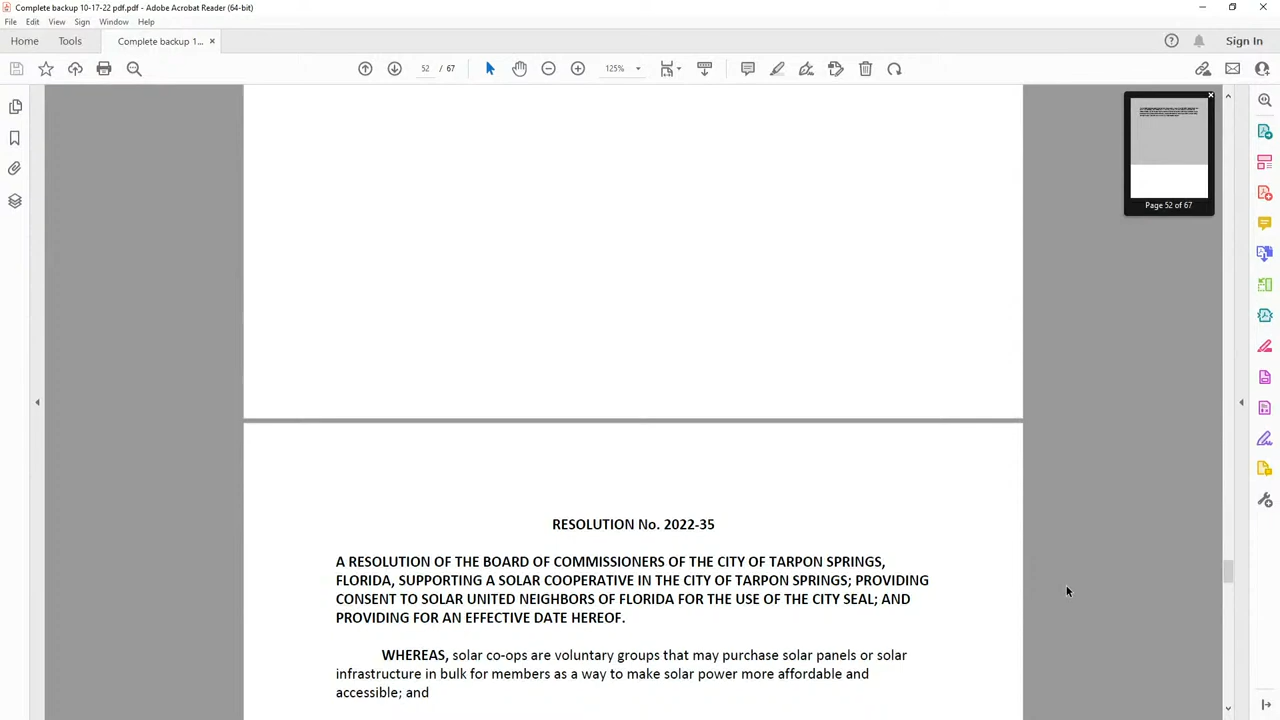 Complete backup 10-17-22 pdf.pdf - Adobe Acrobat Reader (64-bit)
File Edit View Sign Window Help
Home Tools Complete backup 1... × Sign In
52 / 67 125%
Page 52 of 67
RESOLUTION No. 2022-35
A RESOLUTION OF THE BOARD OF COMMISSIONERS OF THE CITY OF TARPON SPRINGS,
FLORIDA, SUPPORTING A SOLAR COOPERATIVE IN THE CITY OF TARPON SPRINGS; PROVIDING
CONSENT TO SOLAR UNITED NEIGHBORS OF FLORIDA FOR THE USE OF THE CITY SEAL; AND
PROVIDING FOR AN EFFECTIVE DATE HEREOF.
WHEREAS, solar co-ops are voluntary groups that may purchase solar panels or solar
infrastructure in bulk for members as a way to make solar power more affordable and
accessible; and